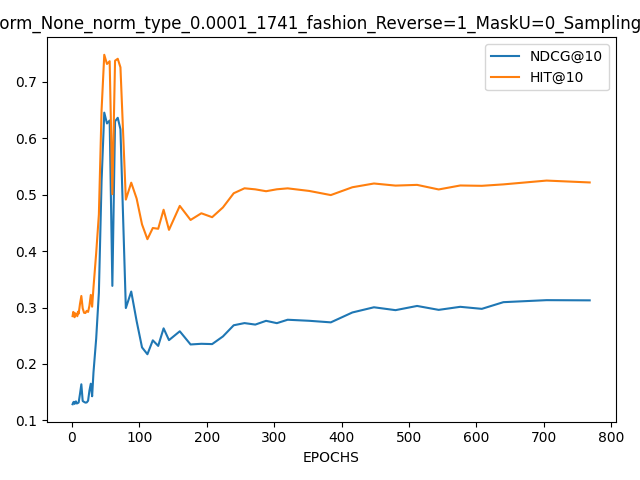 orm_None_norm_type_0.0001_1741_fashion_Reverse=1_MaskU=0_Sampling
NDCG@10
HIT@10
0.7
0.6
0.5
0.4
0.3
0.2
0.1
0 100 200 300 400 500 600 700 800
EPOCHS